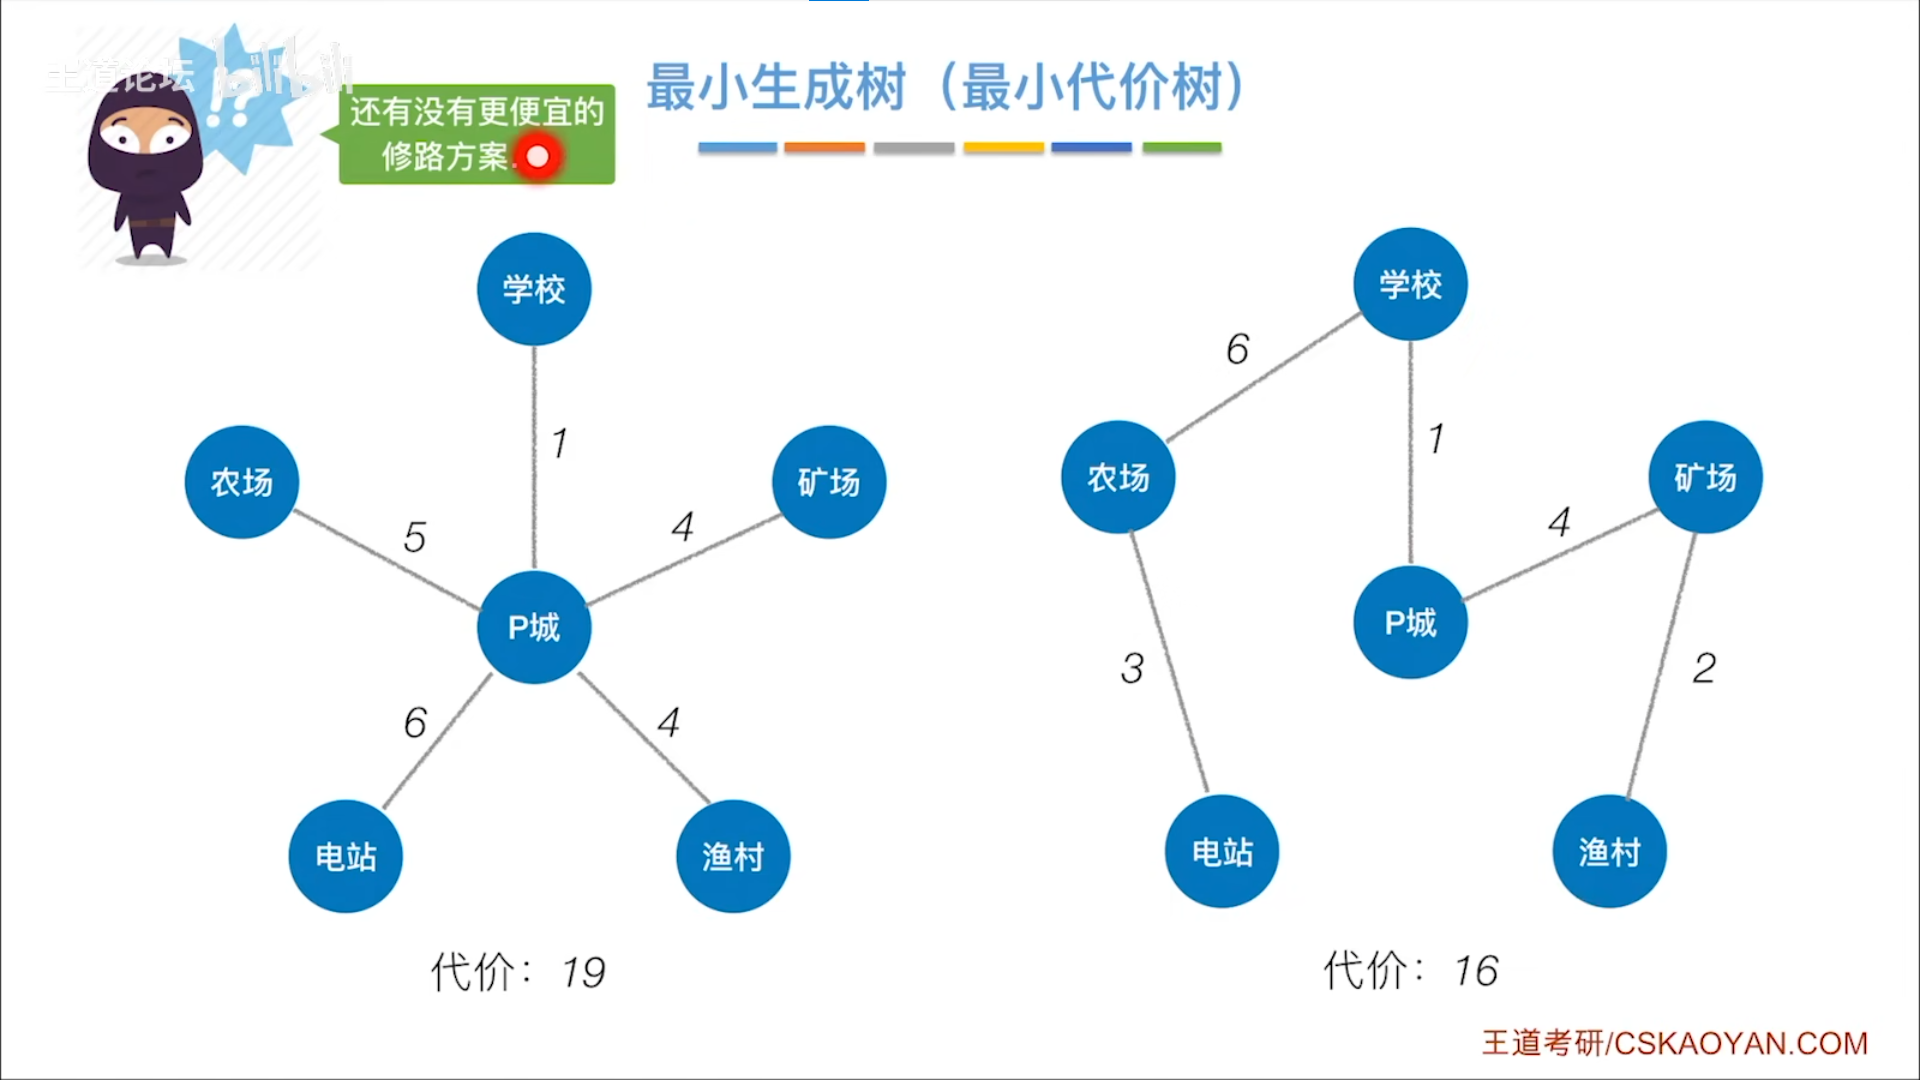 王道论坛 bilibili
!?
还有没有更便宜的
修路方案.
最小生成树（最小代价树）
学校
1
农场
5
矿场
4
P城
6
4
电站
渔村
代价：19
学校
6
1
农场
矿场
4
P城
3
2
电站
渔村
代价：16
王道考研/CSKAOYAN.COM